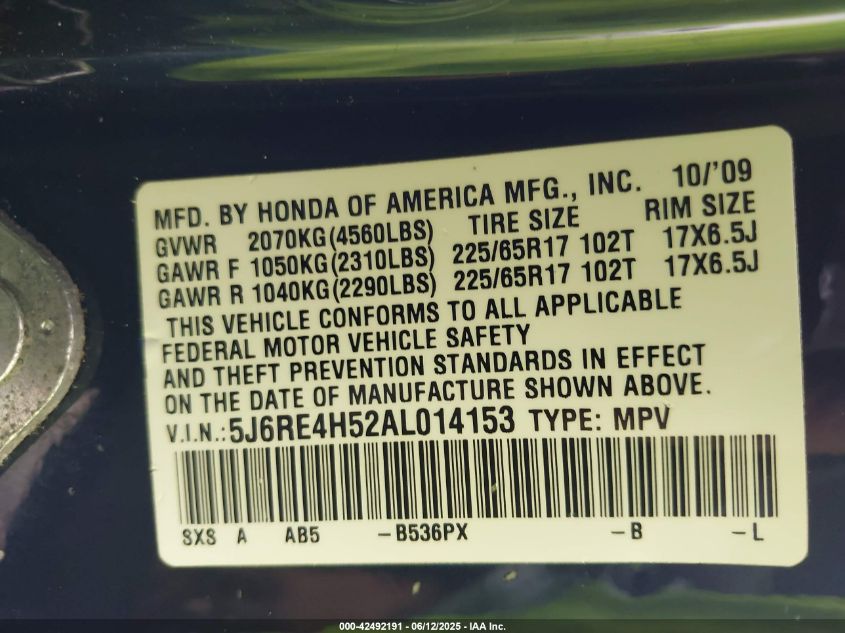 MFD. BY HONDA OF AMERICA MFG., INC. 10/'09
GVWR 2070KG(4560LBS) TIRE SIZE RIM SIZE
GAWR F 1050KG(2310LBS) 225/65R17 102T 17X6.5J
GAWR R 1040KG(2290LBS) 225/65R17 102T 17X6.5J
THIS VEHICLE CONFORMS TO ALL APPLICABLE
FEDERAL MOTOR VEHICLE SAFETY
AND THEFT PREVENTION STANDARDS IN EFFECT
ON THE DATE OF MANUFACTURE SHOWN ABOVE.
V.I.N.:5J6RE4H52AL014153 TYPE: MPV
SXS A AB5 -B536PX -B -L
000-42492191 - 06/12/2025 - IAA Inc.